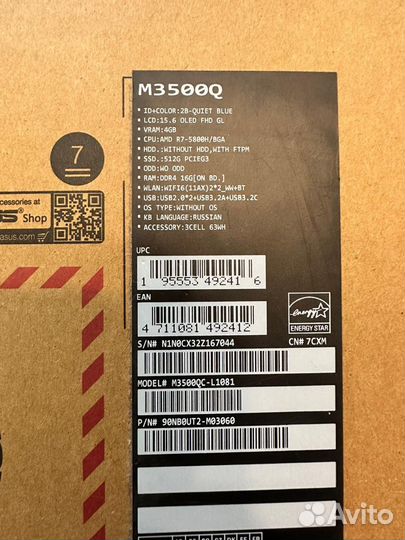 M3500Q
· ID+COLOR:2B-QUIET BLUE
· LCD:15.6 OLED FHD GL
· VRAM:4GB
· CPU:AMD R7-5800H/BGA
· HDD.:WITHOUT HDD,WITH FTPM
· SSD.:512G PCIEG3
· ODD:WO ODD
· RAM:DDR4 16G[ON BD.]
· WLAN:WIFI6(11AX)2*2_WW+BT
· USB:USB2.0*2+USB3.2A+USB3.2C
· OS TYPE:WITHOUT OS
· KB LANGUAGE:RUSSIAN
· ACCESSORY:3CELL 63WH
7
accessories at
US Shop
asus.com
UPC
1 95553 49241 6
EAN
4 711081 492412
energy
ENERGY STAR
S/N# N1N0CX32Z167044
CN# 7CXM
MODEL# M3500QC-L1081
P/N# 90NB0UT2-M03060
Avito